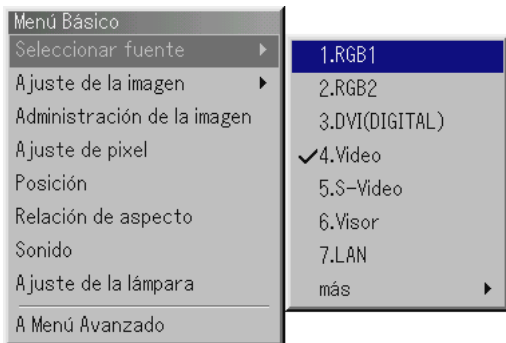 Menú Básico
Seleccionar fuente
Ajuste de la imagen
Administración de la imagen
Ajuste de pixel
Posición
Relación de aspecto
Sonido
Ajuste de la lámpara
A Menú Avanzado
1.RGB1
2.RGB2
3.DVI(DIGITAL)
4.Video
5.S-Video
6.Visor
7.LAN
más